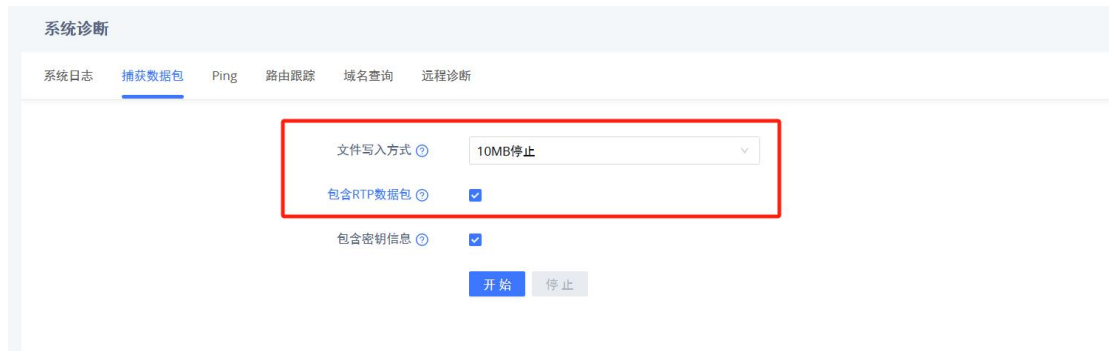 系统诊断
系统日志 捕获数据包 Ping 路由跟踪 域名查询 远程诊断
文件写入方式 ? 10MB停止
包含RTP数据包 ?
包含密钥信息 ?
开始 停止